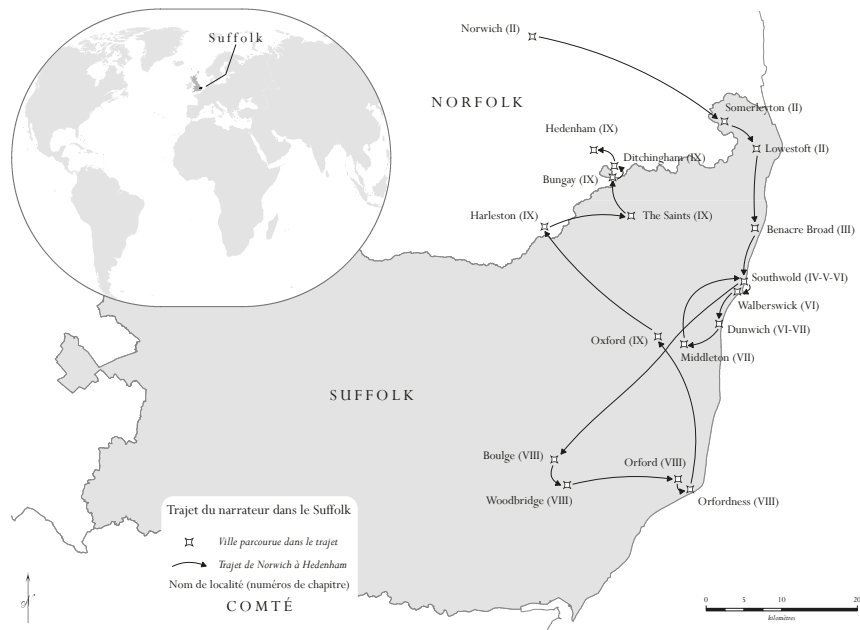 Suffolk
Norwich (II)
NORFOLK
Somerleyton (II)
Hedenham (IX)
Lowestoft (II)
Ditchingham (IX)
Bungay (IX)
Harleston (IX)
The Saints (IX)
Benacre Broad (III)
Southwold (IV-V-VI)
Walberswick (VI)
Dunwich (VI-VII)
Oxford (IX)
Middleton (VII)
SUFFOLK
Boulge (VIII)
Orford (VIII)
Woodbridge (VIII)
Orfordness (VIII)
Trajet du narrateur dans le Suffolk
Ville parcourue dans le trajet
Trajet de Norwich à Hedenham
Nom de localité (numéros de chapitre)
COMTÉ
N
0 5 10 20
kilomètres